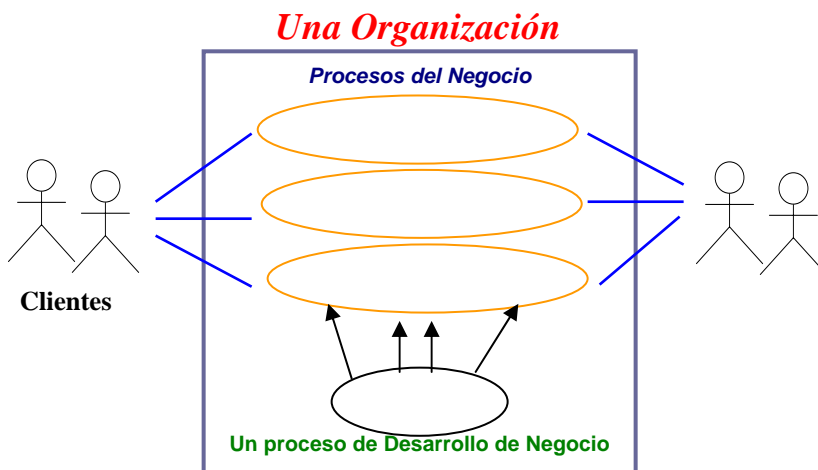 Una Organización
Procesos del Negocio
Clientes
Un proceso de Desarrollo de Negocio